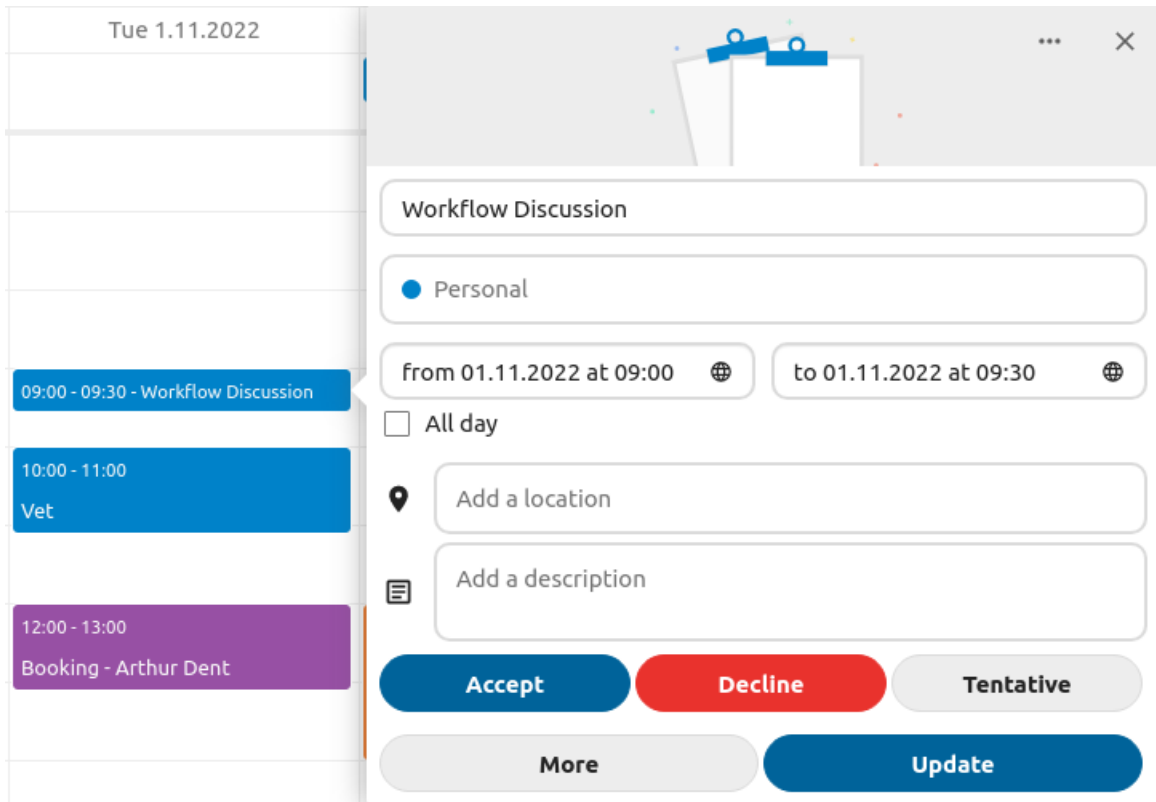 Tue 1.11.2022
09:00 - 09:30 - Workflow Discussion
10:00 - 11:00
Vet
12:00 - 13:00
Booking - Arthur Dent
Workflow Discussion
Personal
from 01.11.2022 at 09:00
to 01.11.2022 at 09:30
All day
Add a location
Add a description
Accept
Decline
Tentative
More
Update